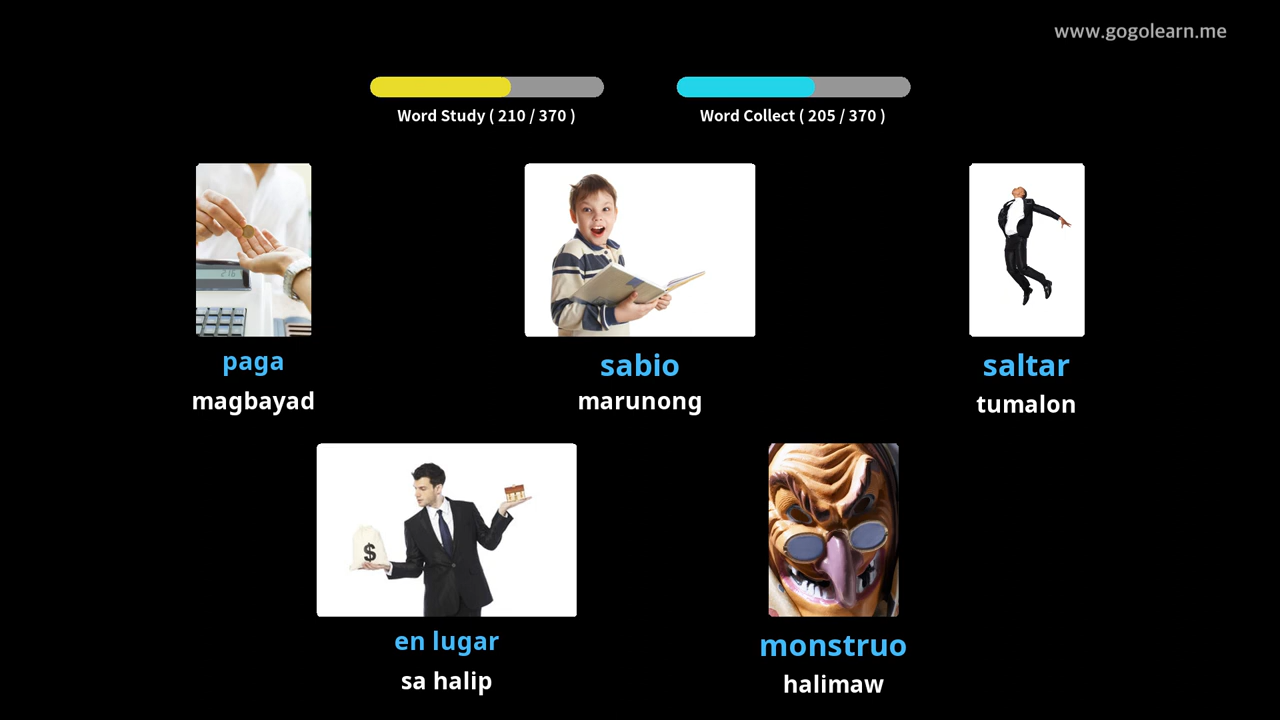 www.gogolearn.me
Word Study ( 210 / 370 )
Word Collect ( 205 / 370 )
216
paga
magbayad
sabio
marunong
saltar
tumalon
$
en lugar
sa halip
monstruo
halimaw